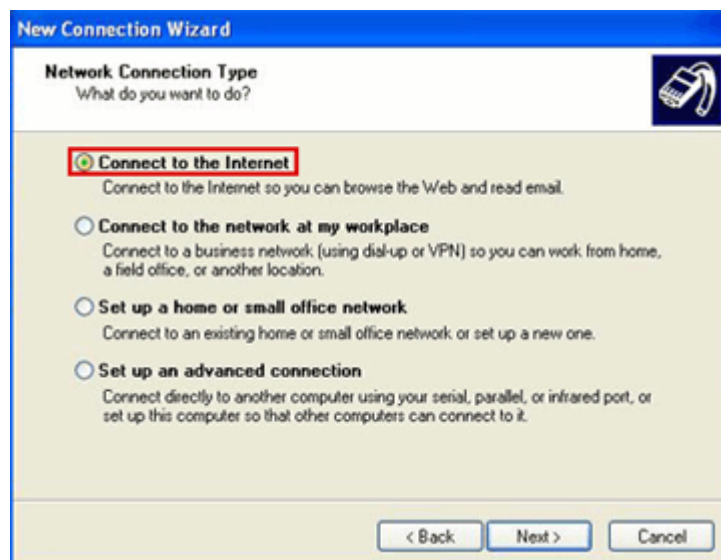 New Connection Wizard
Network Connection Type
What do you want to do?
Connect to the Internet
Connect to the Internet so you can browse the Web and read email.
Connect to the network at my workplace
Connect to a business network (using dial-up or VPN) so you can work from home,
a field office, or another location.
Set up a home or small office network
Connect to an existing home or small office network or set up a new one.
Set up an advanced connection
Connect directly to another computer using your serial, parallel, or infrared port, or
set up this computer so that other computers can connect to it.
< Back Next > Cancel